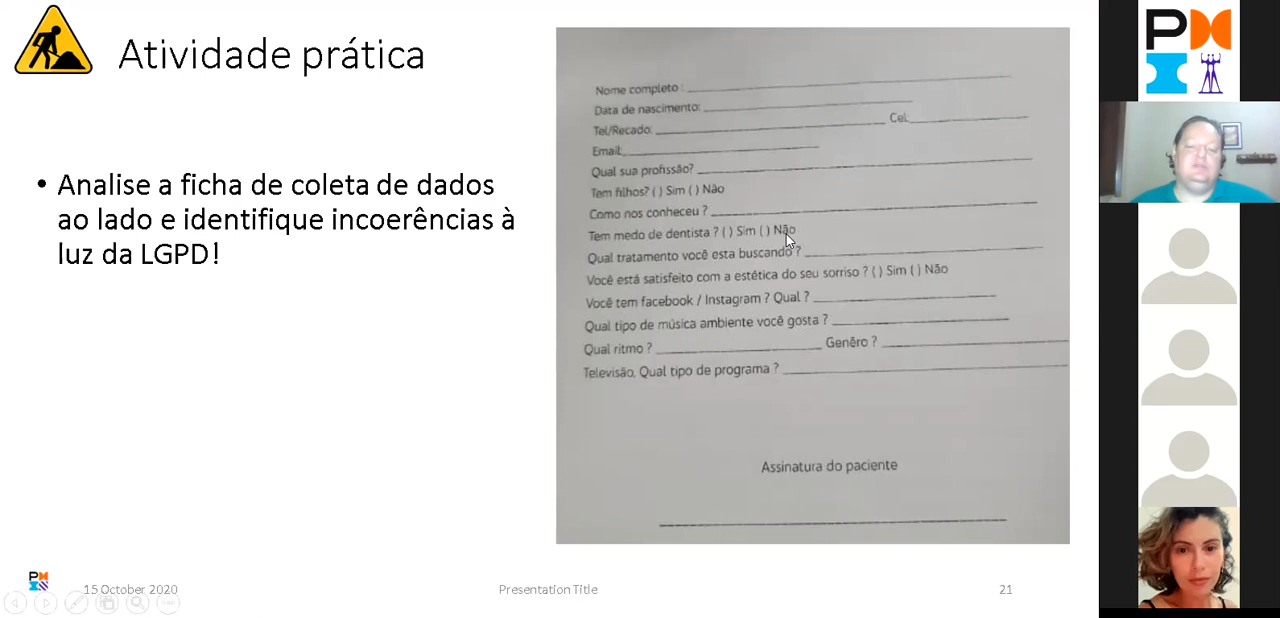 Atividade prática
• Analise a ficha de coleta de dados
ao lado e identifique incoerências à
luz da LGPD!
Nome completo :
Data de nascimento:
Tel/Recado: Cel:
Email:
Qual sua profissão?
Tem filhos? ( ) Sim ( ) Não
Como nos conheceu ?
Tem medo de dentista ? ( ) Sim ( ) Não
Qual tratamento você esta buscando ?
Você está satisfeito com a estética do seu sorriso ? ( ) Sim ( ) Não
Você tem facebook / Instagram ? Qual ?
Qual tipo de música ambiente você gosta ?
Qual ritmo ? Genêro ?
Televisão, Qual tipo de programa ?
Assinatura do paciente
15 October 2020 Presentation Title 21
PMI
PMI